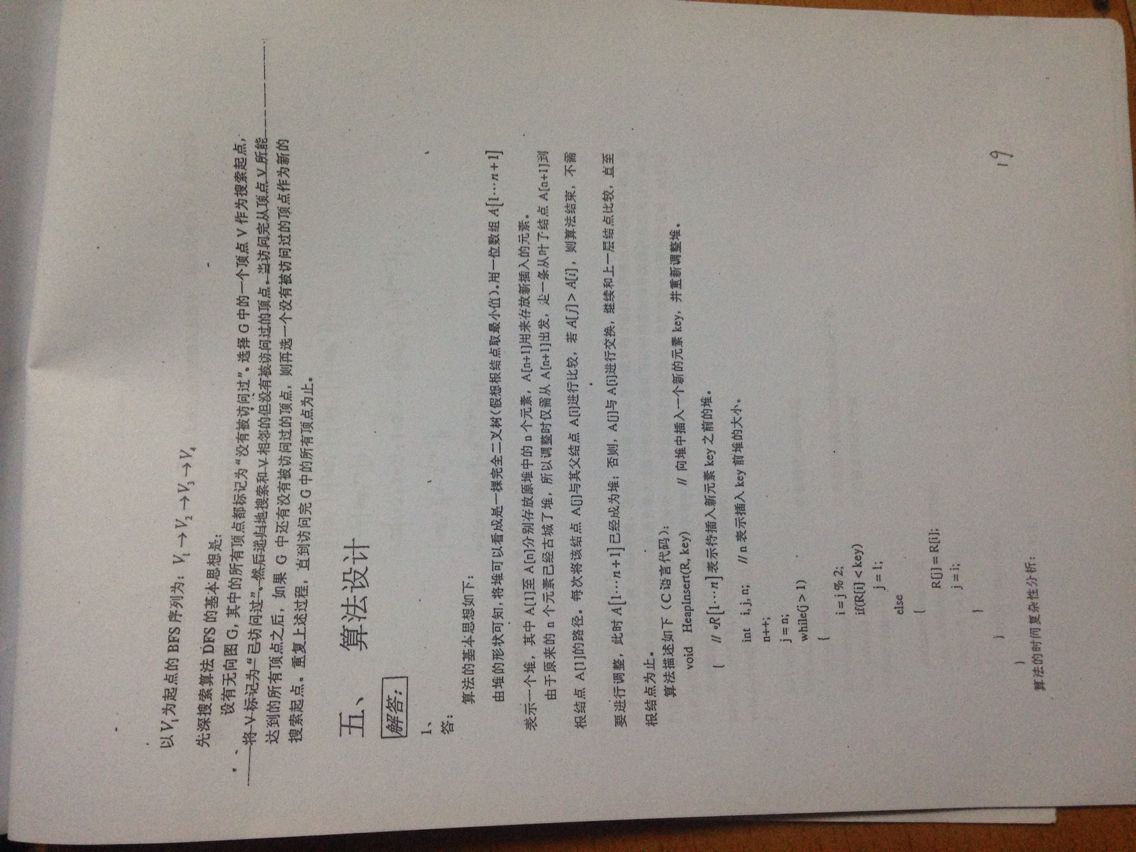 以V₁为起点的 BFS 序列为：V₁→V₂→V₃→V₄
先深搜索算法 DFS 的基本思想是：
设有无向图 G，其中的所有顶点都标记为“没有被访问过”。选择 G 中的一个顶点 V 作为搜索起点，
将 V 标记为“已访问过”，然后递归地搜索和 V 相邻的但没有被访问过的顶点。当访问完从顶点 V 所能
达到的所有顶点之后，如果 G 中还有没有被访问过的顶点，则再选一个没有被访问过的顶点作为新的
搜索起点。重复上述过程，直到访问完 G 中的所有顶点为止。
五、 算法设计
解答：
1、
答：
算法的基本思想如下：
由堆的形状可知，将堆可以看成是一棵完全二叉树（假想根结点取最小值）。用一位数组 A[1…n+1]
表示一个堆，其中 A[1]至 A[n]分别存放原堆中的 n 个元素，A[n+1]用来存放新插入的元素。
由于原来的 n 个元素已经古城了堆，所以调整时仅需从 A[n+1]出发，走一条从叶子结点 A[n+1]到
根结点 A[1]的路径。每次将该结点 A[j]与其父结点 A[i]进行比较，若 A[j]> A[i]，则算法结束，不需
要进行调整，此时 A[1…n+1]已经成为堆；否则，A[j]与 A[i]进行交换，继续和上一层结点比较，直至
根结点为止。
算法描述如下（C 语言代码）：
void HeapInsert(R, key) // 向堆中插入一个新的元素 key，并重新调整堆。
{ // R[1…n]表示待插入新元素 key 之前的堆。
int i, j, n; //n 表示插入 key 前堆的大小。
n++;
j = n;
while(j > 1)
{
i = j % 2;
if(R[i] < key)
j = 1;
else
{
R[j] = R[i];
j = 1;
}
}
}
算法的时间复杂性分析：
19